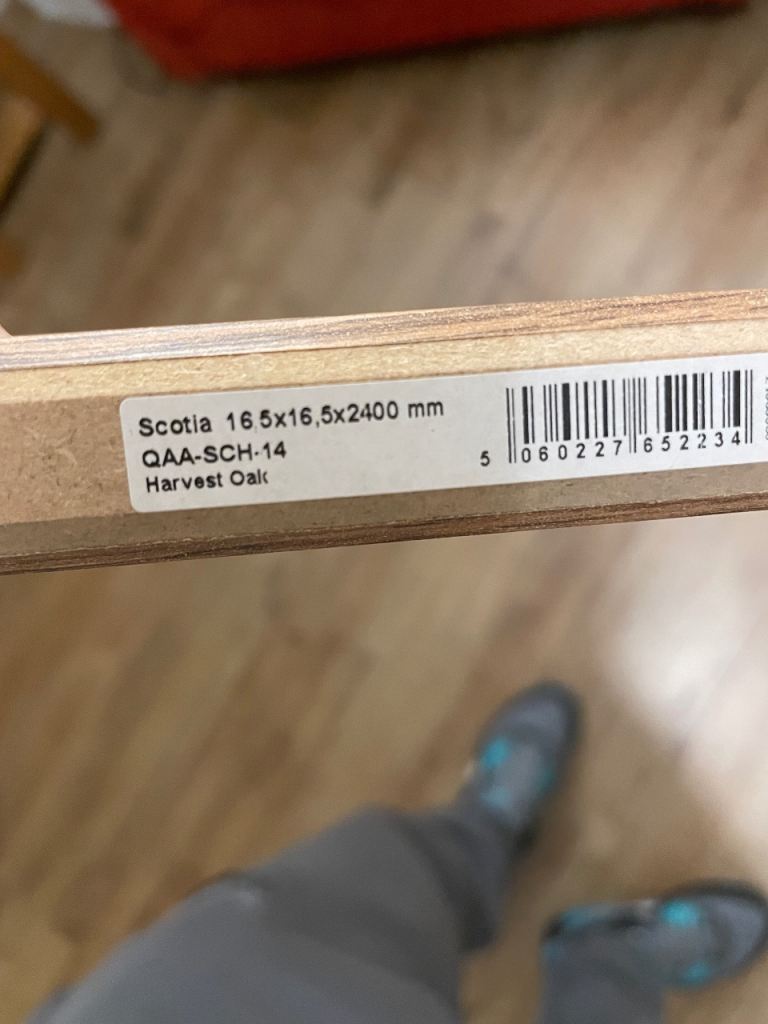 Scotia 16,5x16,5x2400 mm
QAA-SCH-14
Harvest Oak
5 060227 652234